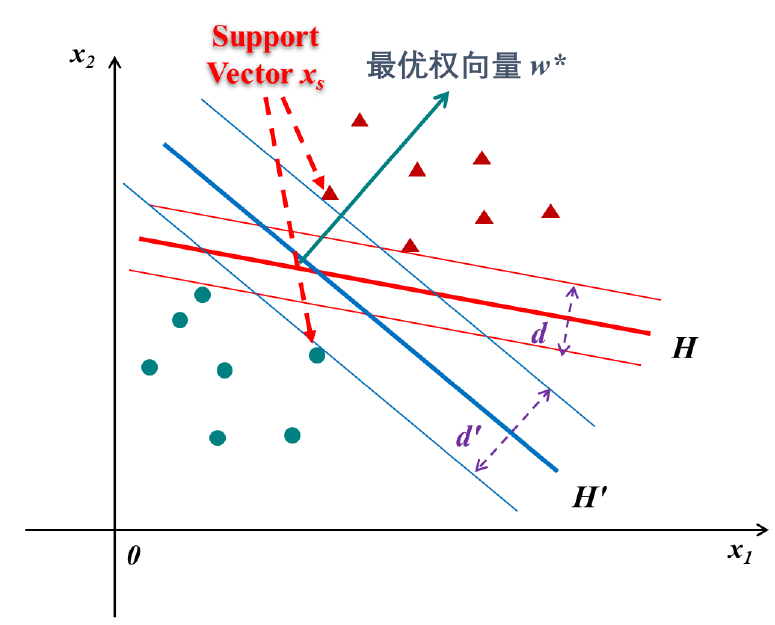 Support
Vector xs
最优权向量 w*
x2
d
H
d'
H'
0
x1